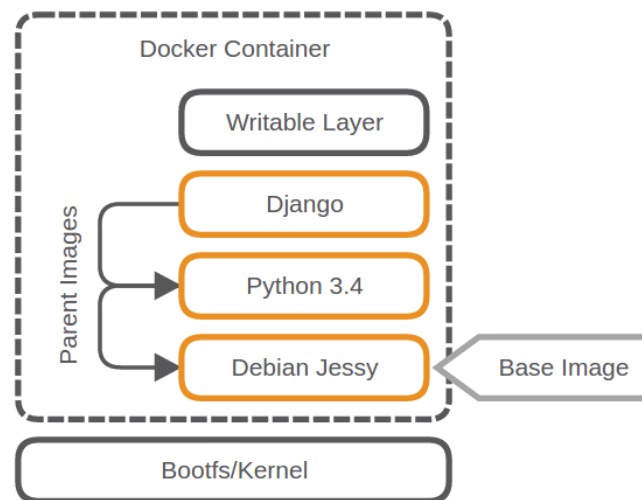 Docker Container
Writable Layer
Django
Parent Images
Python 3.4
Debian Jessy
Base Image
Bootfs/Kernel